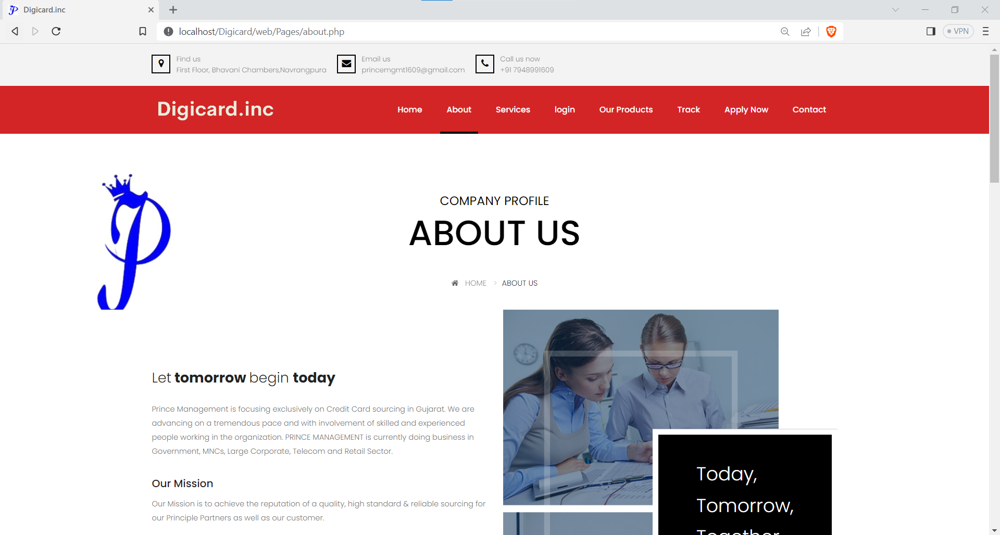 Digicard.inc
localhost/Digicard/web/Pages/about.php
VPN
Find us
First Floor, Bhavani Chambers,Navrangpura
Email us
princemgmt1609@gmail.com
Call us now
+91 7948991609
Digicard.inc
Home About Services login Our Products Track Apply Now Contact
COMPANY PROFILE
ABOUT US
HOME > ABOUT US
Let tomorrow begin today
Prince Management is focusing exclusively on Credit Card sourcing in Gujarat. We are
advancing on a tremendous pace and with involvement of skilled and experienced
people working in the organization. PRINCE MANAGEMENT is currently doing business in
Government, MNCs, Large Corporate, Telecom and Retail Sector.
Our Mission
Our Mission is to achieve the reputation of a quality, high standard & reliable sourcing for
our Principle Partners as well as our customer.
Today,
Tomorrow,
Together